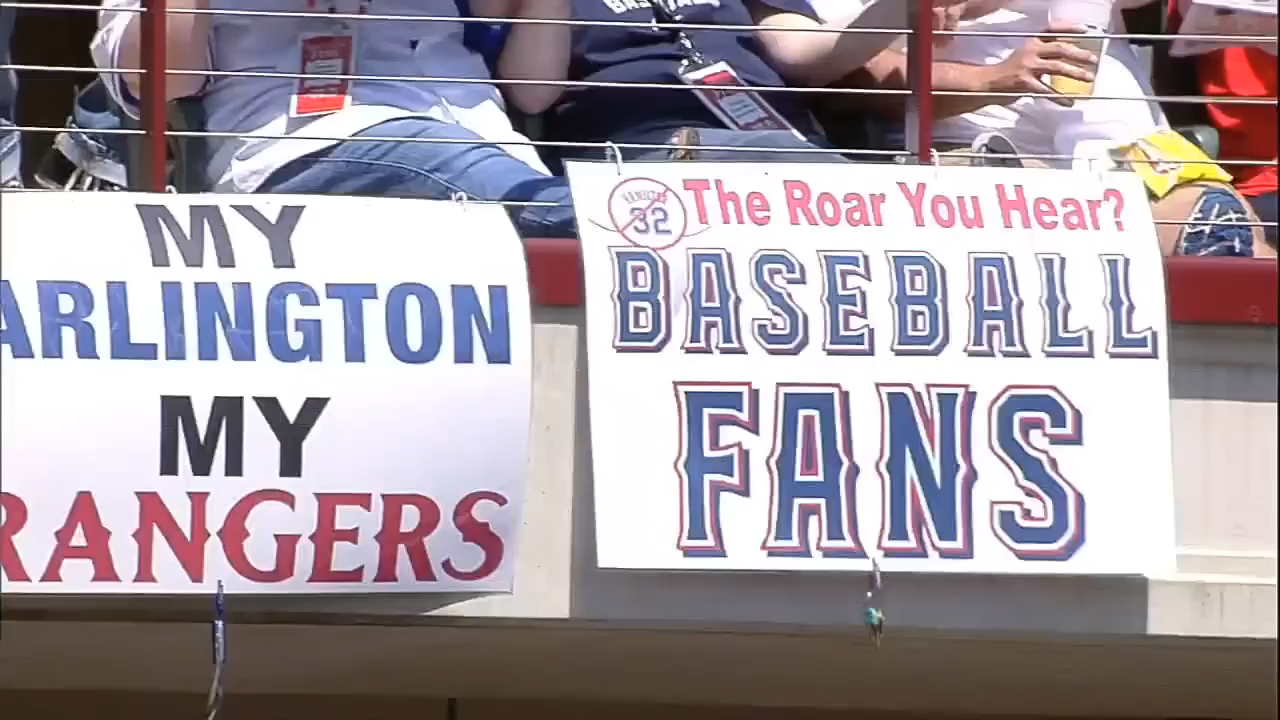 MY
ARLINGTON
MY
RANGERS
32
The Roar You Hear?
BASEBALL
FANS